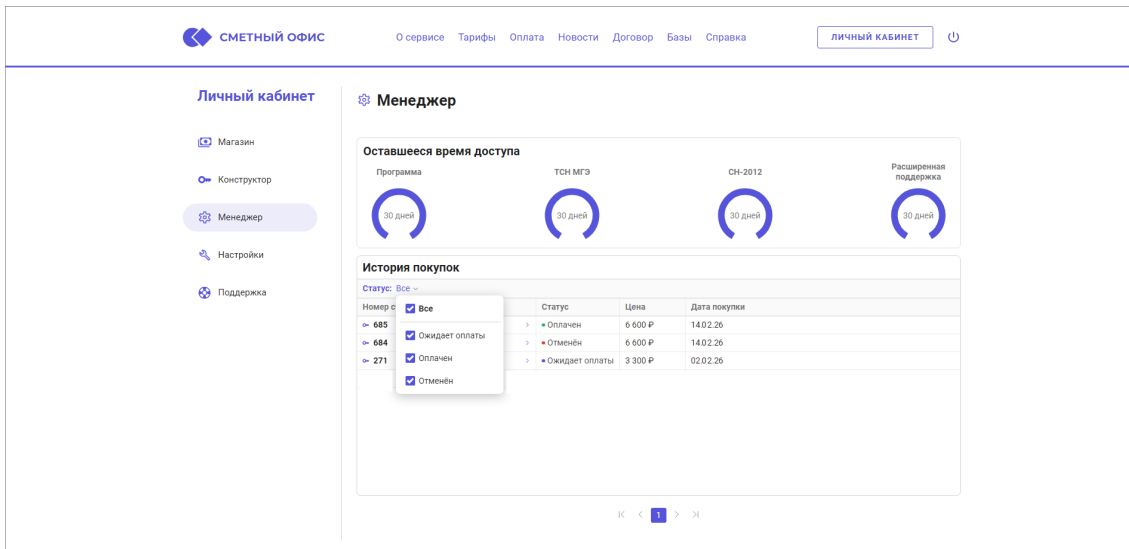 СМЕТНЫЙ ОФИС
О сервисе Тарифы Оплата Новости Договор Базы Справка
ЛИЧНЫЙ КАБИНЕТ
Личный кабинет
Магазин
Конструктор
Менеджер
Настройки
Поддержка
Менеджер
Оставшееся время доступа
Программа
30 дней
ТСН МГЭ
30 дней
СН-2012
30 дней
Расширенная
поддержка
30 дней
История покупок
Статус: Все
Номер Статус Цена Дата покупки
685 Оплачен 6 600 ₽ 14.02.26
684 Отменён 6 600 ₽ 14.02.26
271 Ожидает оплаты 3 300 ₽ 02.02.26
Все
Ожидает оплаты
Оплачен
Отменён
1